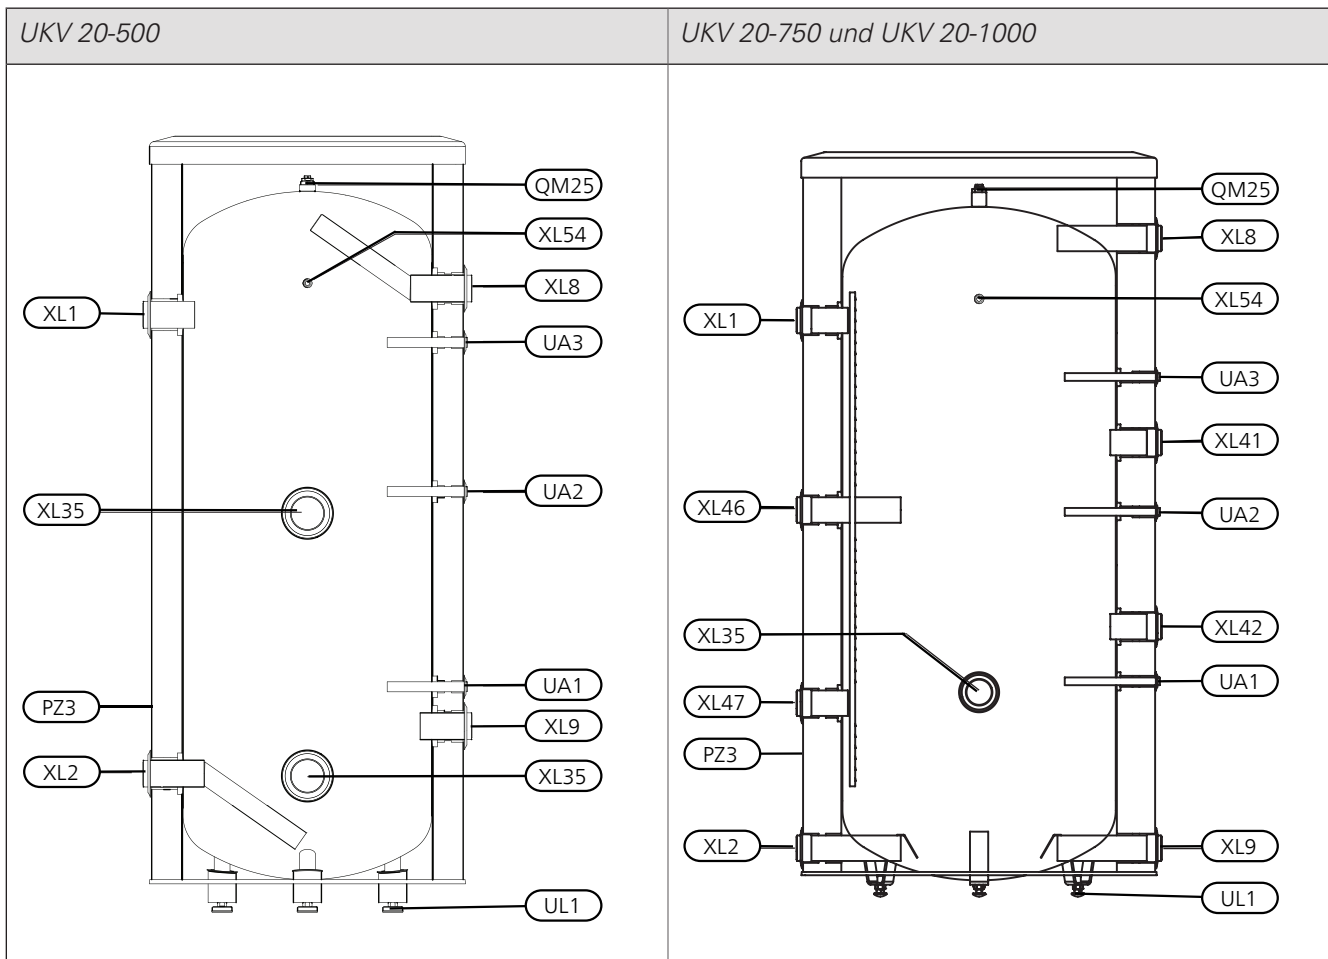 UKV 20-500
QM25
XL54
XL8
XL1
UA3
UA2
XL35
UA1
PZ3
XL9
XL2
XL35
UL1
UKV 20-750 und UKV 20-1000
QM25
XL8
XL54
XL1
UA3
XL41
XL46
UA2
XL42
XL35
UA1
XL47
PZ3
XL2
XL9
UL1